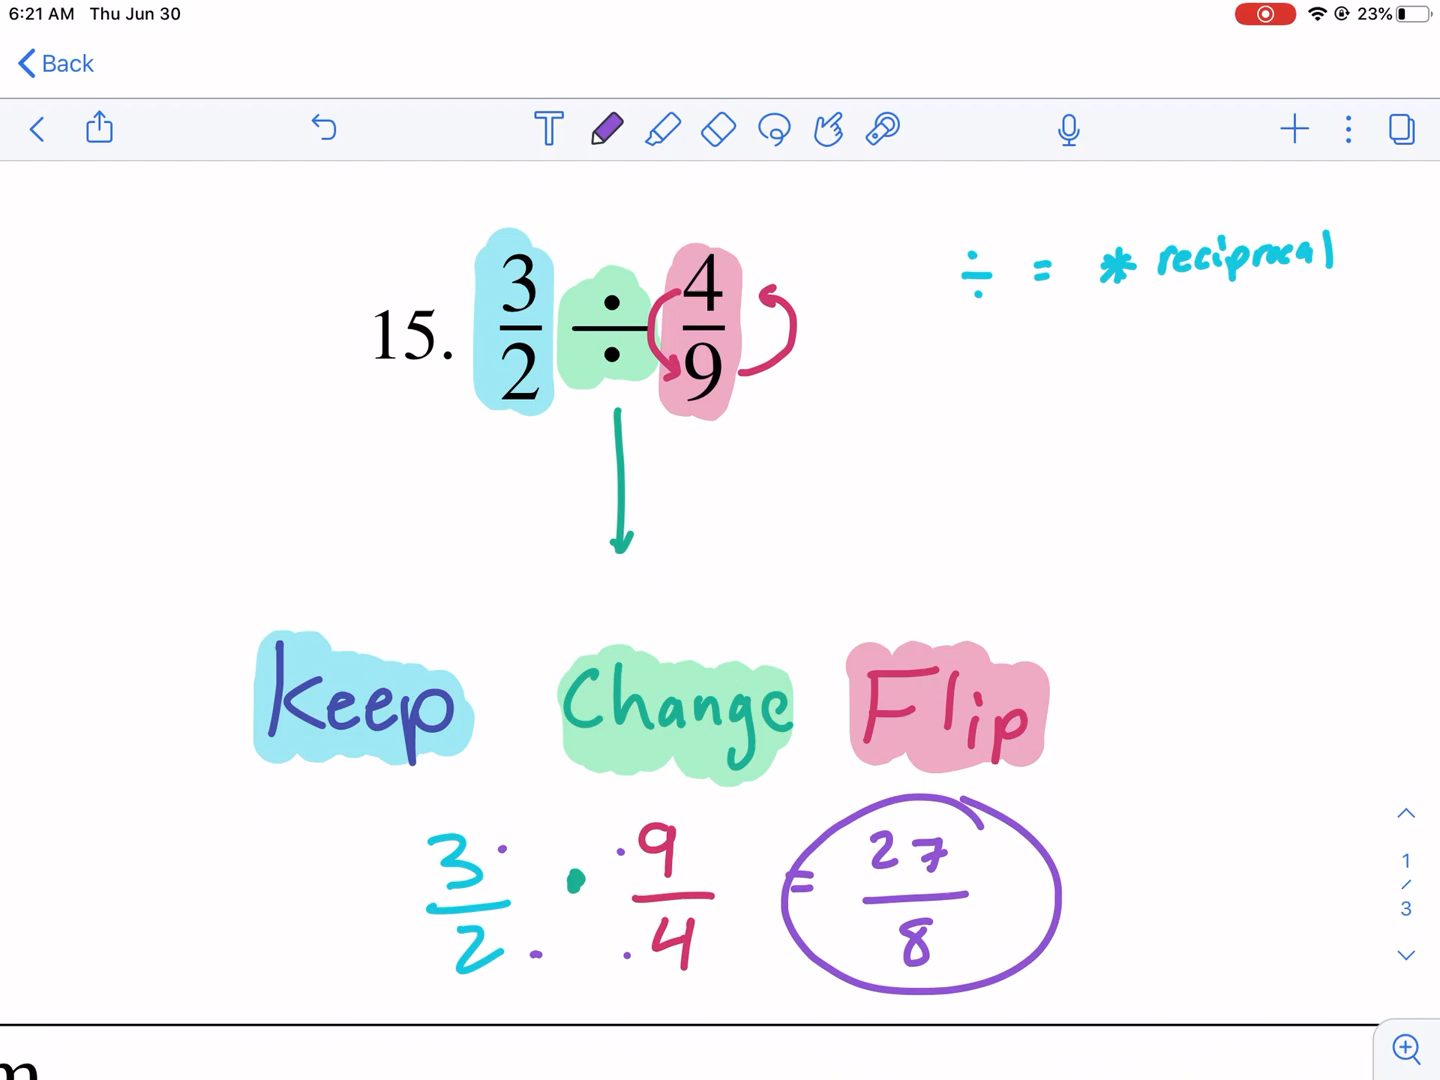 6:21 AM Thu Jun 30 23%
Back
T
÷ = * reciprocal
15. 3/2 ÷ 4/9
Keep Change Flip
3/2 · 9/4 = 27/8
1
/
3